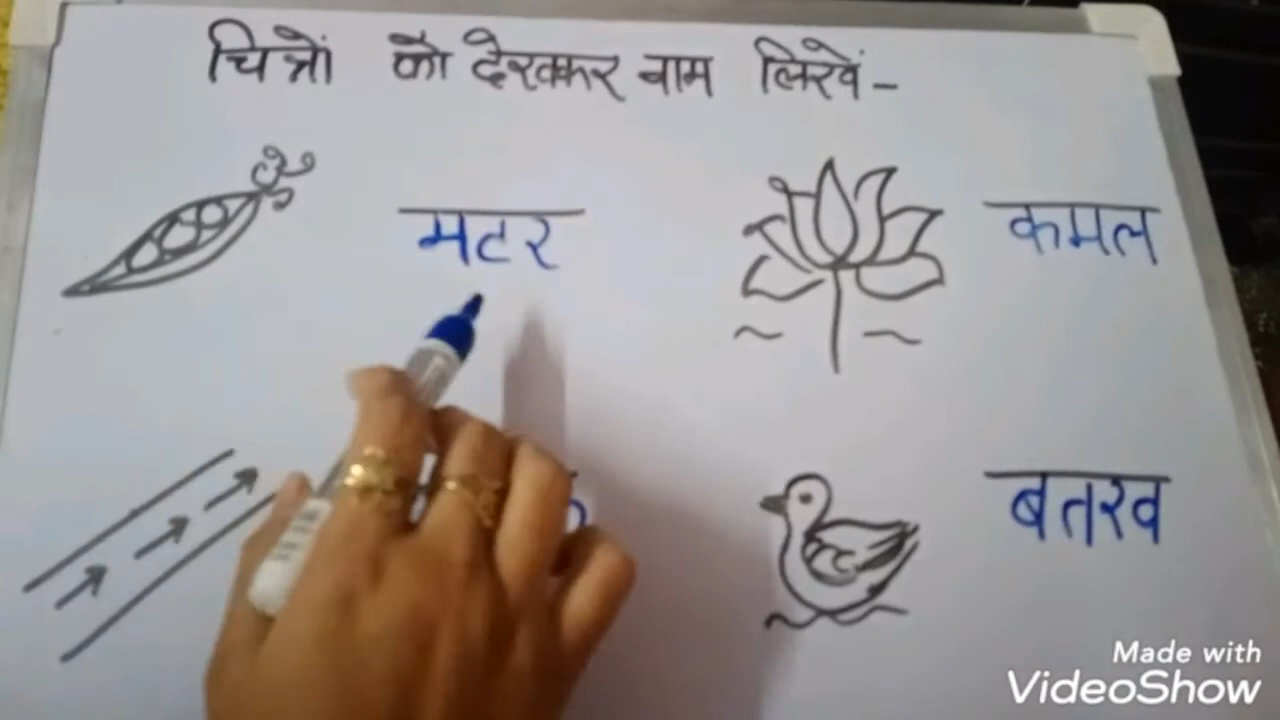 चित्रों को देखकर नाम लिखें-
मटर
कमल
बतख
Made with
VideoShow